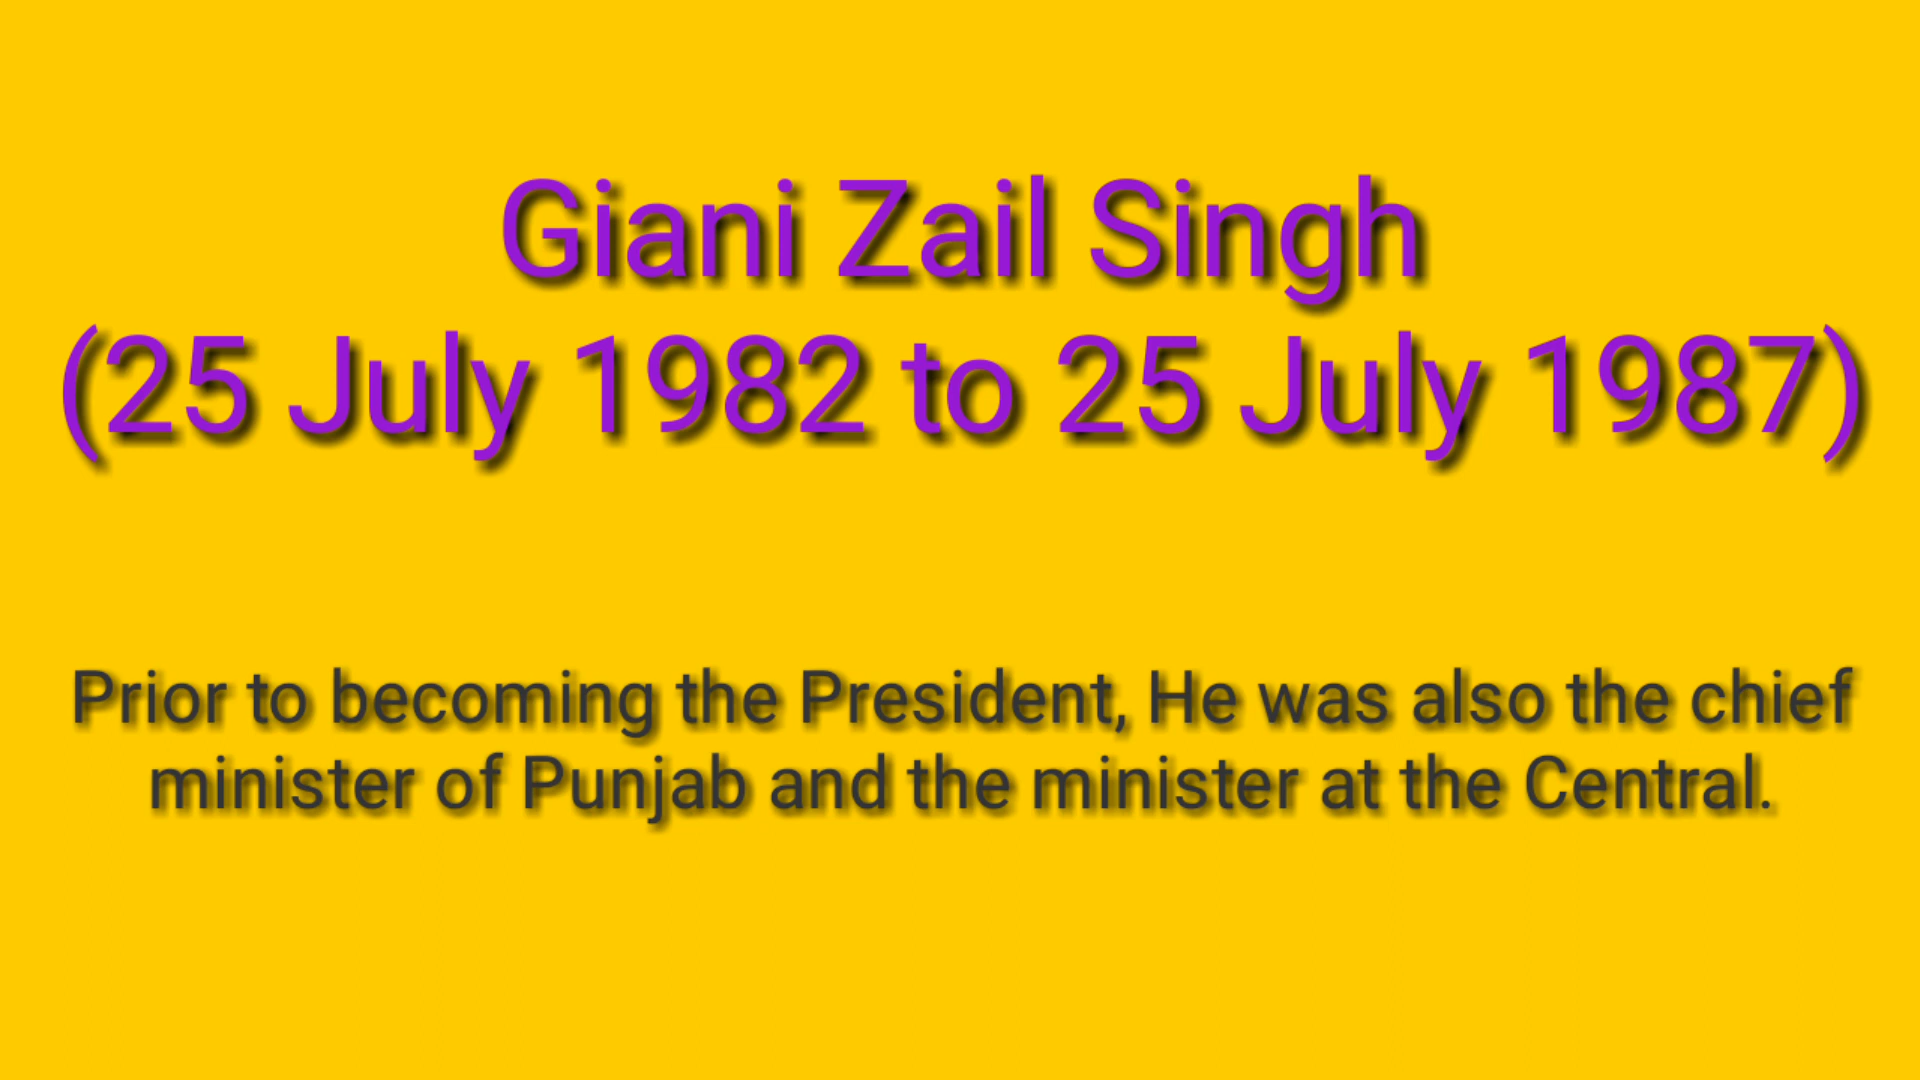 Giani Zail Singh
(25 July 1982 to 25 July 1987)
Prior to becoming the President, He was also the chief
minister of Punjab and the minister at the Central.